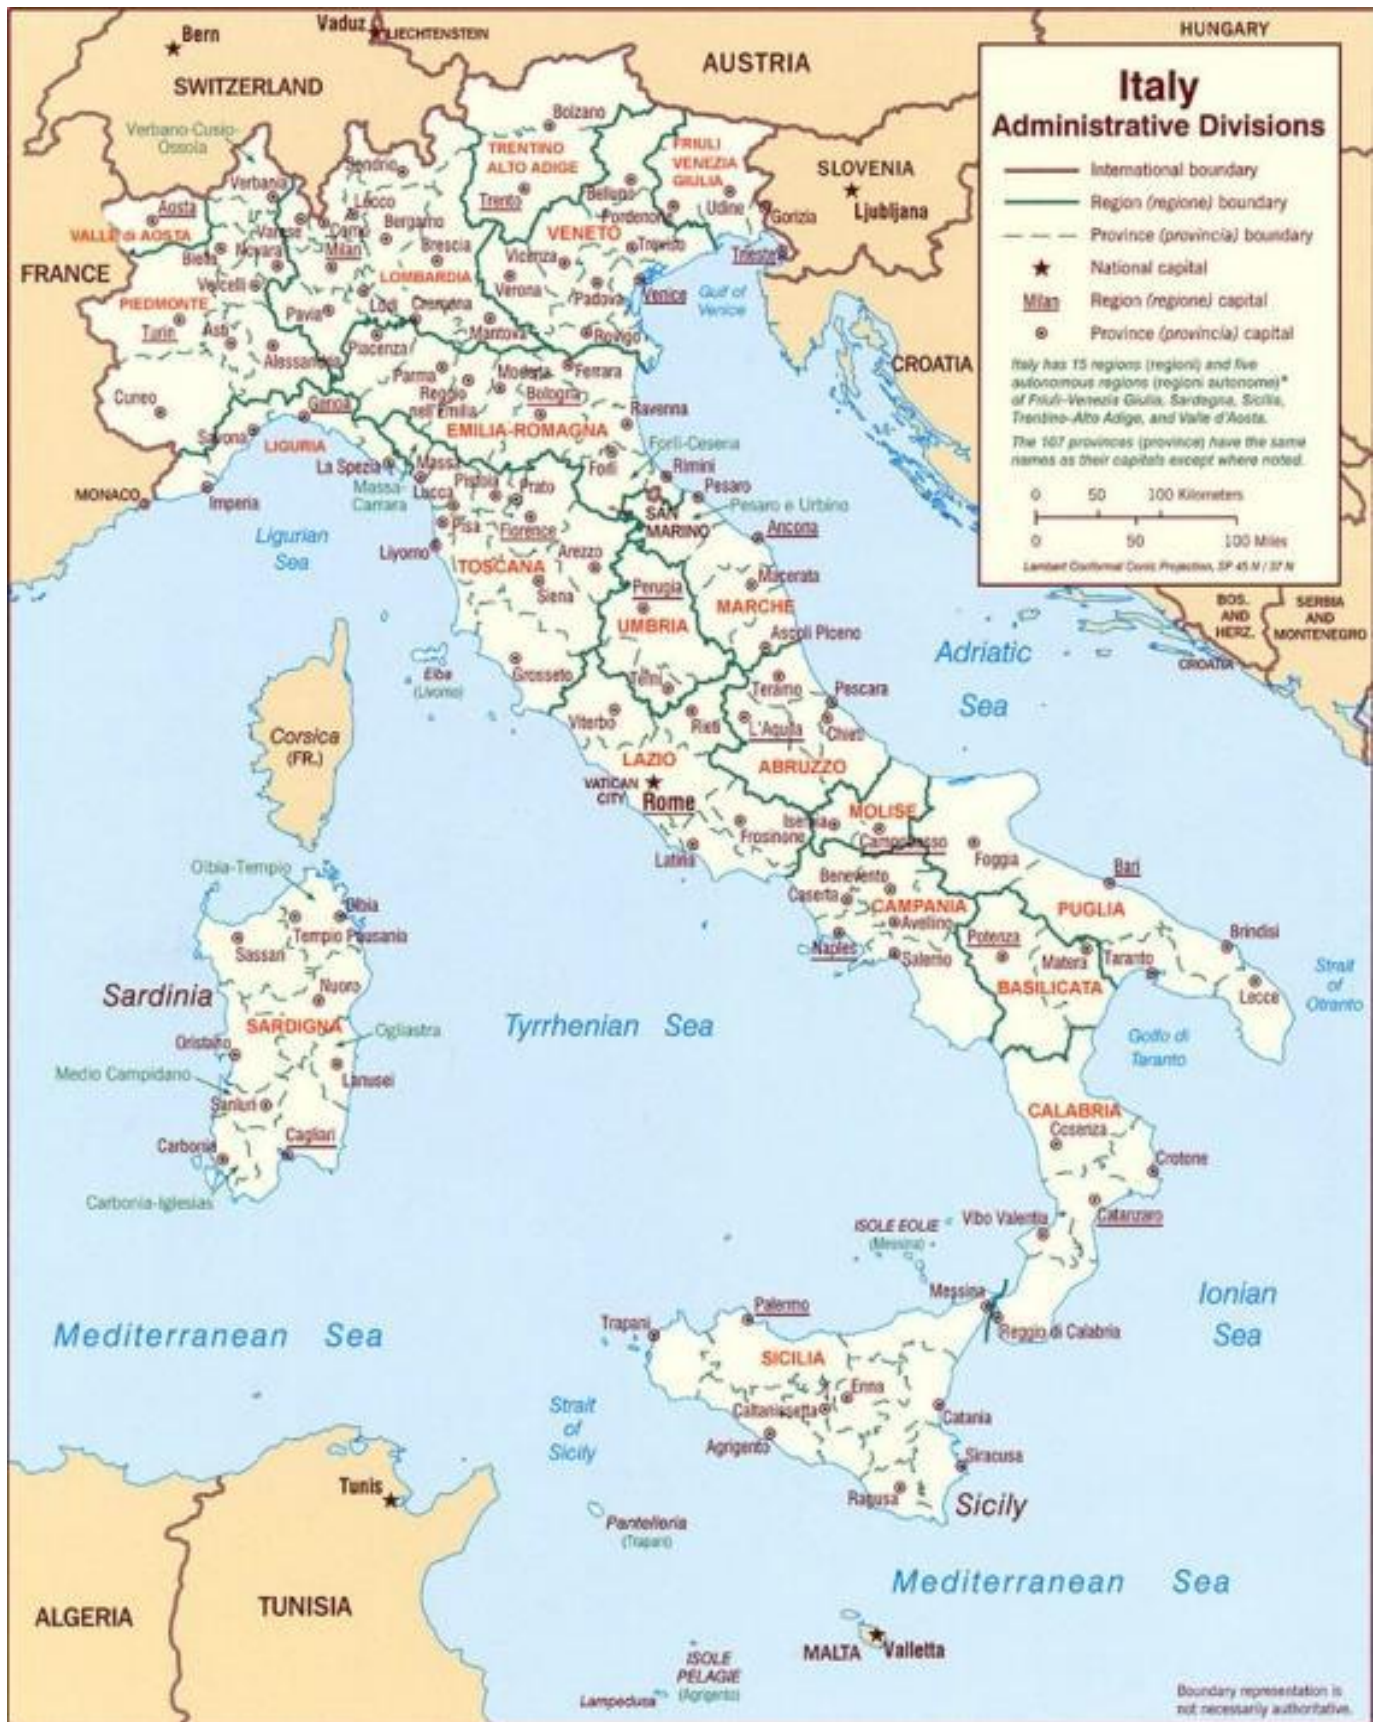 Bern
Vaduz
LIECHTENSTEIN
SWITZERLAND
AUSTRIA
HUNGARY
Italy
Administrative Divisions
International boundary
Region (regione) boundary
Province (provincia) boundary
National capital
Milan
Region (regione) capital
Province (provincia) capital
Italy has 15 regions (regioni) and five
autonomous regions (regioni autonome)*
of Friuli-Venezia Giulia, Sardegna, Sicilia,
Trentino-Alto Adige, and Valle d'Aosta.
The 107 provinces (province) have the same
names as their capitals except where noted.
0 50 100 Kilometers
0 50 100 Miles
Lambert Conformal Conic Projection, SP 45 N / 37 N
SLOVENIA
Ljubljana
CROATIA
BOS.
AND
HERZ.
SERBIA
AND
MONTENEGRO
CROATIA
FRANCE
MONACO
Verbano-Cusio-
Ossola
Bolzano
TRENTINO
ALTO ADIGE
Trento
FRIULI
VENEZIA
GIULIA
Belluno
Pordenone
Udine
Gorizia
Trieste
Sondrio
Verbania
Lecco
Aosta
VALLE di AOSTA
Varese
Como
Bergamo
Milan
Brescia
LOMBARDIA
VENETO
Treviso
Vicenza
Verona
Padova
Venice
Gulf of
Venice
Biella
Novara
Vercelli
PIEDMONTE
Turin
Asti
Pavia
Lodi
Cremona
Mantova
Rovigo
Alessandria
Piacenza
Cuneo
Parma
Reggio
nell'Emilia
Modena
Ferrara
Bologna
Ravenna
EMILIA-ROMAGNA
Genoa
Savona
LIGURIA
Imperia
La Spezia
Massa
Massa-
Carrara
Lucca
Pistoia
Prato
Forlì
Forlì-Cesena
Rimini
Pesaro
Pesaro e Urbino
SAN
MARINO
Ancona
Ligurian
Sea
Pisa
Florence
Livorno
Arezzo
TOSCANA
Siena
Perugia
UMBRIA
Macerata
MARCHE
Ascoli Piceno
Grosseto
Elba
(Livorno)
Terni
Teramo
Pescara
Adriatic
Sea
Corsica
(FR.)
Viterbo
Rieti
L'Aquila
Chieti
LAZIO
ABRUZZO
VATICAN
CITY
Rome
Frosinone
Latina
MOLISE
Isernia
Campobasso
Foggia
Bari
Benevento
Caserta
CAMPANIA
Avellino
Naples
Salerno
PUGLIA
Potenza
Matera
BASILICATA
Taranto
Brindisi
Lecce
Strait
of
Otranto
Golfo di
Taranto
Olbia-Tempio
Olbia
Tempio Pausania
Sassari
Nuoro
Sardinia
SARDIGNA
Ogliastra
Oristano
Lanusei
Medio Campidano
Sanluri
Carbonia
Cagliari
Carbonia-Iglesias
Tyrrhenian Sea
CALABRIA
Cosenza
Crotone
Catanzaro
Vibo Valentia
ISOLE EOLIE
(Messina)
Messina
Reggio di Calabria
Ionian
Sea
Mediterranean Sea
Palermo
Trapani
SICILIA
Enna
Caltanissetta
Catania
Agrigento
Siracusa
Ragusa
Sicily
Strait
of
Sicily
Pantelleria
(Trapani)
Tunis
ALGERIA
TUNISIA
Mediterranean Sea
MALTA
Valletta
ISOLE
PELAGIE
(Agrigento)
Lampedusa
Boundary representation is
not necessarily authoritative.